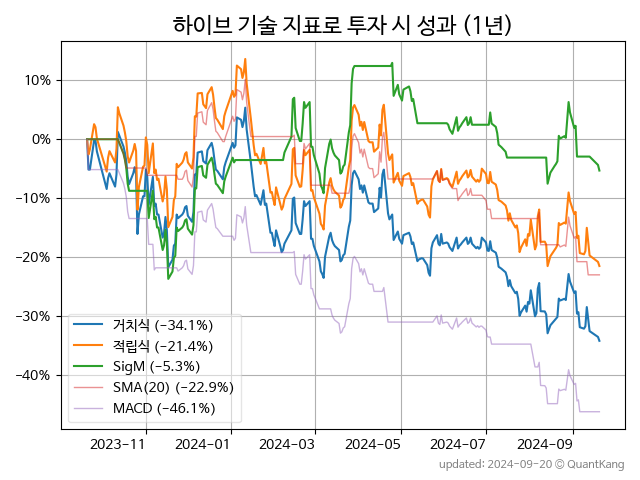 하이브 기술 지표로 투자 시 성과 (1년)
10%
0%
−10%
−20%
−30%
−40%
거치식 (−34.1%)
적립식 (−21.4%)
SigM (−5.3%)
SMA(20) (−22.9%)
MACD (−46.1%)
2023-11
2024-01
2024-03
2024-05
2024-07
2024-09
updated: 2024-09-20 © QuantKang